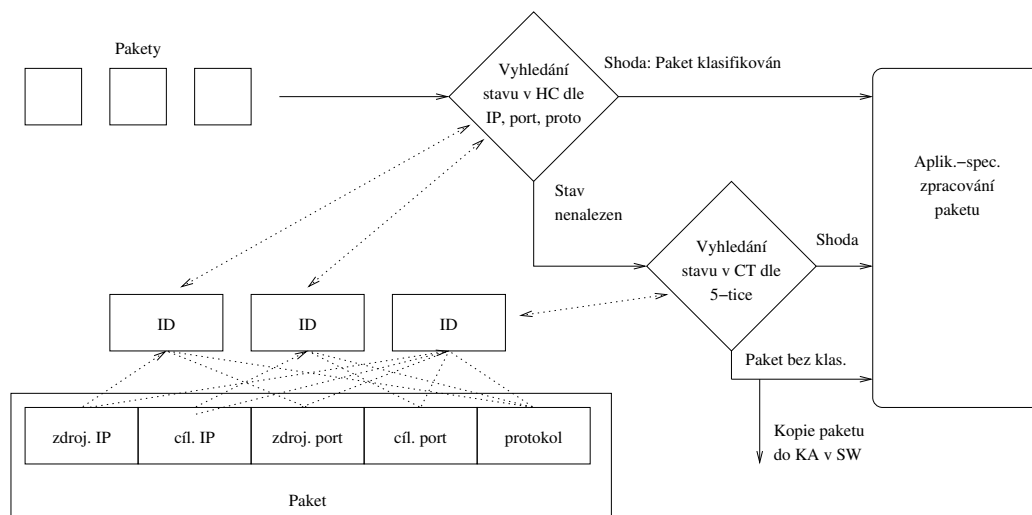 Pakety
Vyhledání
stavu v HC dle
IP, port, proto
Shoda: Paket klasifikován
Aplik.−spec.
zpracování
paketu
Stav
nenalezen
Vyhledání
stavu v CT dle
5−tice
Shoda
ID
ID
ID
Paket bez klas.
zdroj. IP
cíl. IP
zdroj. port
cíl. port
protokol
Kopie paketu
do KA v SW
Paket